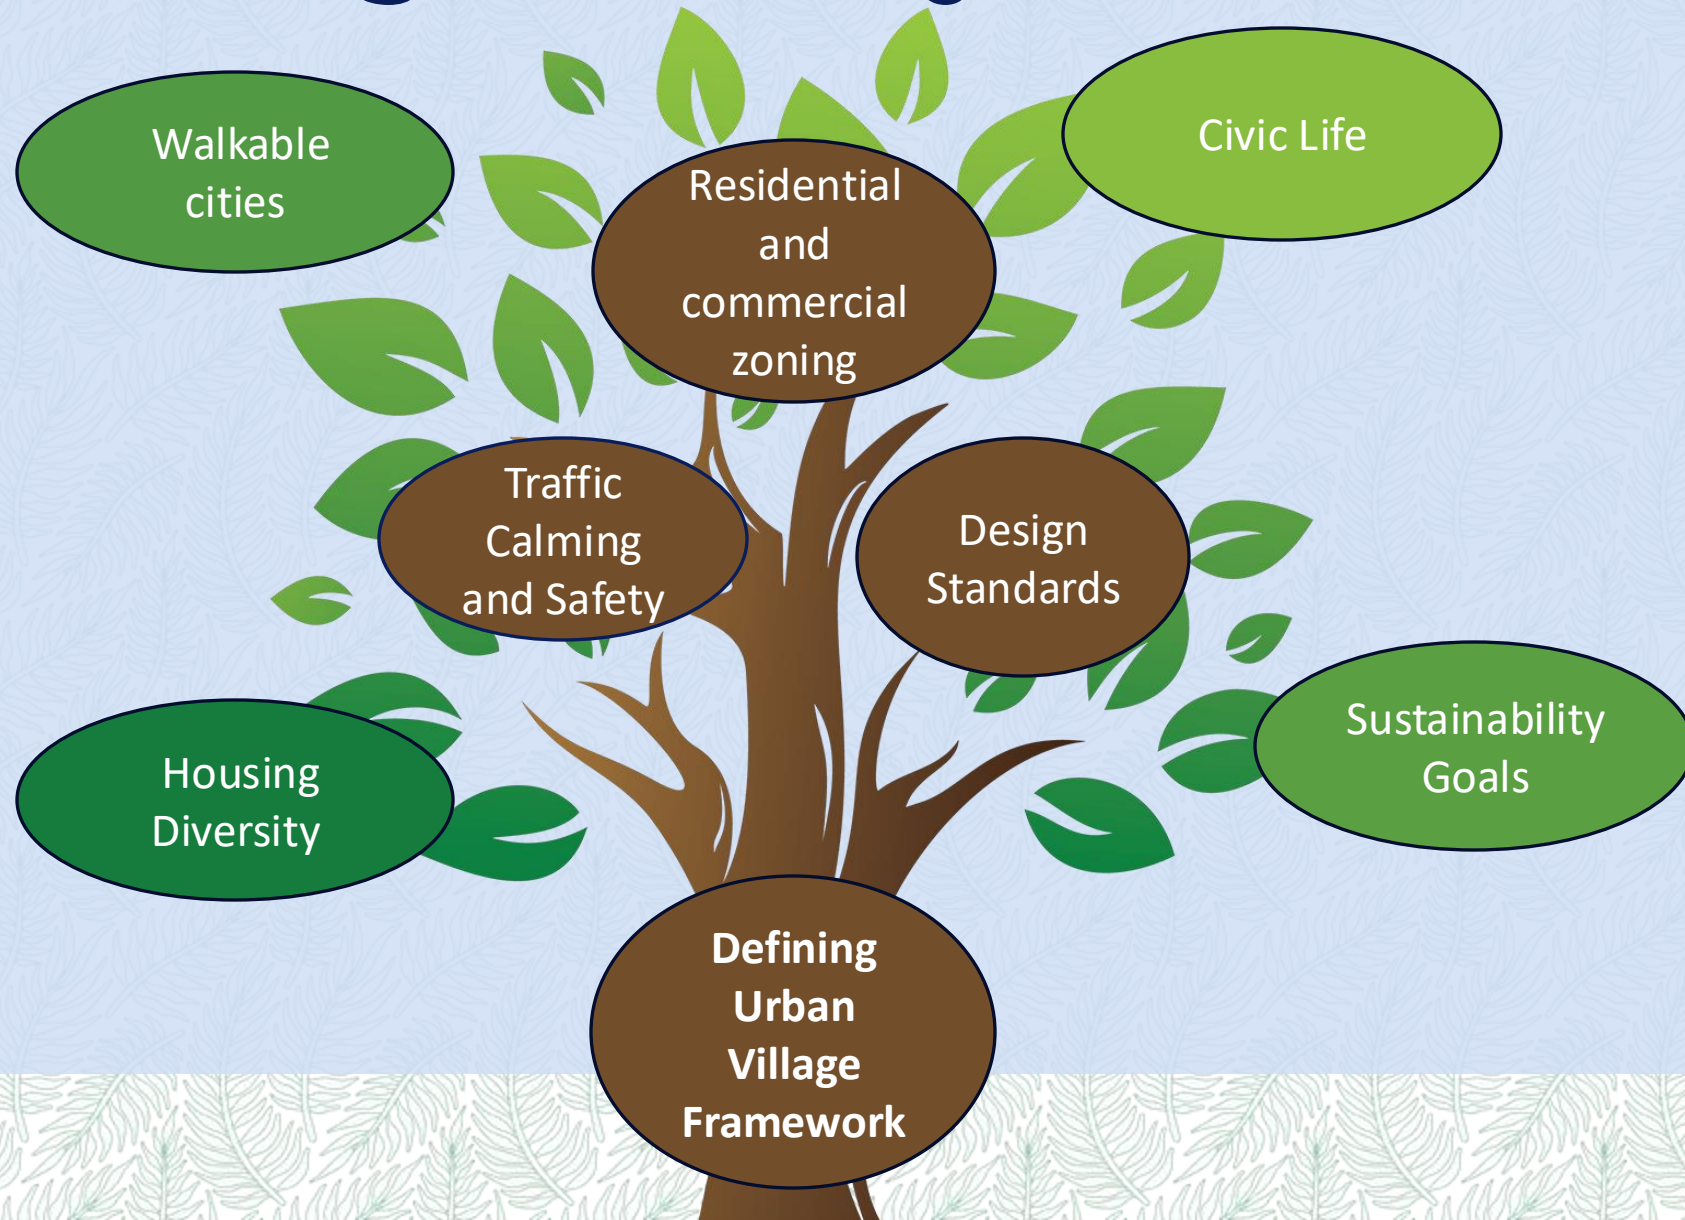 Walkable
cities
Civic Life
Residential
and
commercial
zoning
Traffic
Calming
and Safety
Design
Standards
Housing
Diversity
Sustainability
Goals
Defining
Urban
Village
Framework